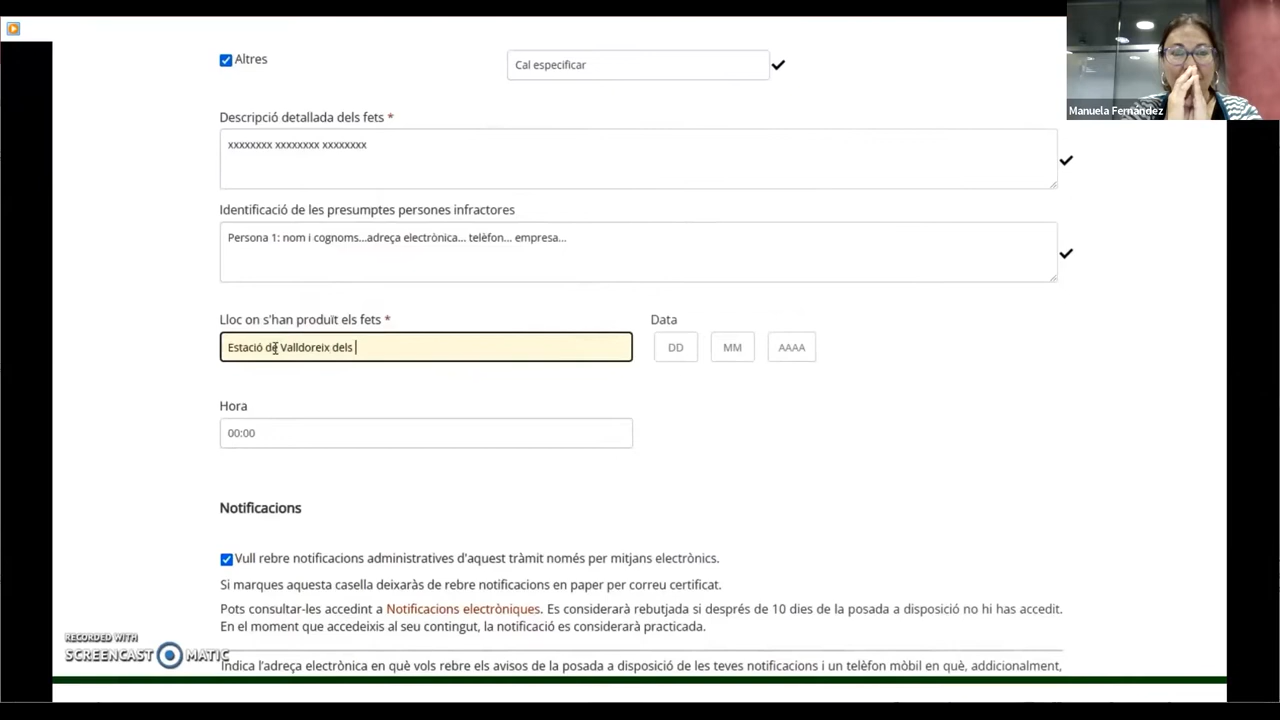 Altres
Cal especificar
Manuela Fernández
Descripció detallada dels fets *
xxxxxxxx xxxxxxxx xxxxxxxx
Identificació de les presumptes persones infractores
Persona 1: nom i cognoms...adreça electrònica... telèfon... empresa...
Lloc on s'han produït els fets *
Data
Estació de Valldoreix dels
DD
MM
AAAA
Hora
00:00
Notificacions
Vull rebre notificacions administratives d'aquest tràmit només per mitjans electrònics.
Si marques aquesta casella deixaràs de rebre notificacions en paper per correu certificat.
Pots consultar-les accedint a Notificacions electròniques. Es considerarà rebutjada si després de 10 dies de la posada a disposició no hi has accedit.
En el moment que accedeixis al seu contingut, la notificació es considerarà practicada.
RECORDED WITH
SCREENCAST MATIC
Indica l'adreça electrònica en què vols rebre els avisos de la posada a disposició de les teves notificacions i un telèfon mòbil en què, addicionalment,